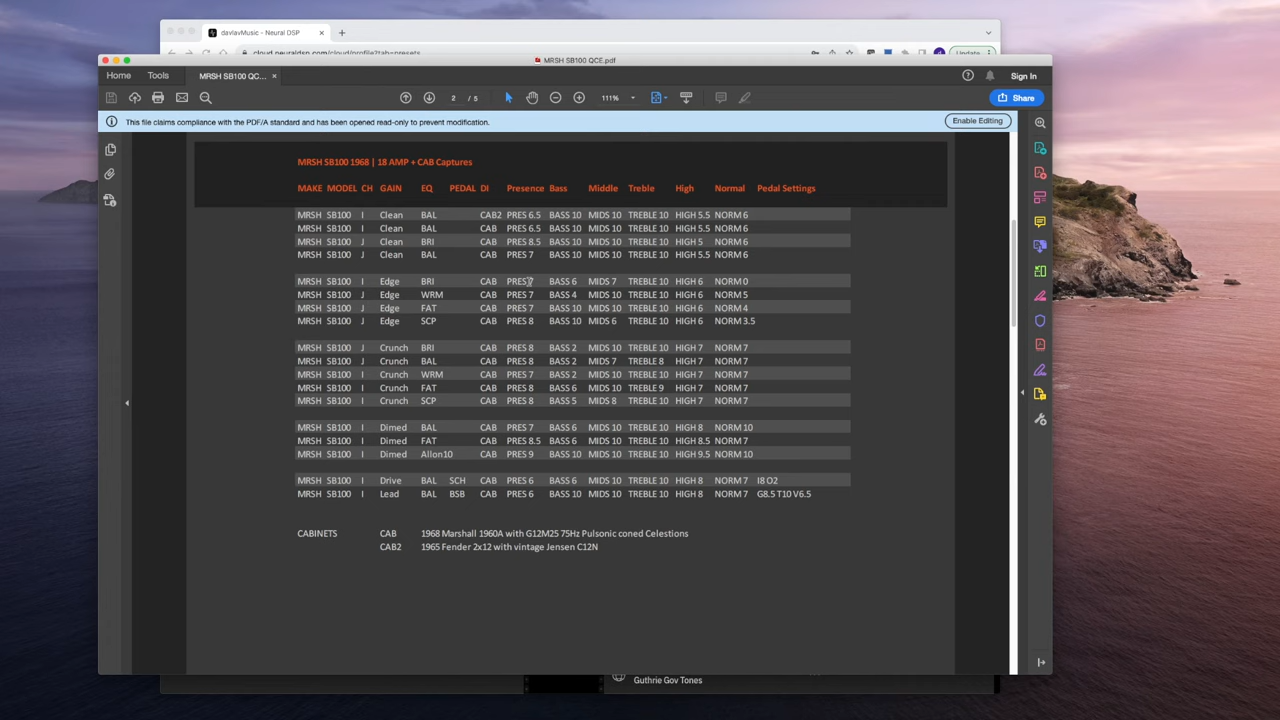 davlavMusic - Neural DSP
cloud.neuraldsp.com/cloud/profile?tab=presets
Update
MRSH SB100 QCE.pdf
Home Tools MRSH SB100 QC... Sign In
2 / 5 111% Share
This file claims compliance with the PDF/A standard and has been opened read-only to prevent modification. Enable Editing
MRSH SB100 1968 | 18 AMP + CAB Captures
MAKE MODEL CH GAIN EQ PEDAL DI Presence Bass Middle Treble High Normal Pedal Settings
MRSH SB100 I Clean BAL CAB2 PRES 6.5 BASS 10 MIDS 10 TREBLE 10 HIGH 5.5 NORM 6
MRSH SB100 I Clean BAL CAB PRES 6.5 BASS 10 MIDS 10 TREBLE 10 HIGH 5.5 NORM 6
MRSH SB100 J Clean BRI CAB PRES 8.5 BASS 10 MIDS 10 TREBLE 10 HIGH 5 NORM 6
MRSH SB100 J Clean BAL CAB PRES 7 BASS 10 MIDS 10 TREBLE 10 HIGH 5.5 NORM 6
MRSH SB100 I Edge BRI CAB PRES BASS 6 MIDS 7 TREBLE 10 HIGH 6 NORM 0
MRSH SB100 J Edge WRM CAB PRES 7 BASS 4 MIDS 10 TREBLE 10 HIGH 6 NORM 5
MRSH SB100 J Edge FAT CAB PRES 7 BASS 10 MIDS 10 TREBLE 10 HIGH 6 NORM 4
MRSH SB100 J Edge SCP CAB PRES 8 BASS 10 MIDS 6 TREBLE 10 HIGH 6 NORM 3.5
MRSH SB100 J Crunch BRI CAB PRES 8 BASS 2 MIDS 10 TREBLE 10 HIGH 7 NORM 7
MRSH SB100 J Crunch BAL CAB PRES 8 BASS 2 MIDS 7 TREBLE 8 HIGH 7 NORM 7
MRSH SB100 I Crunch WRM CAB PRES 7 BASS 2 MIDS 10 TREBLE 10 HIGH 7 NORM 7
MRSH SB100 I Crunch FAT CAB PRES 8 BASS 6 MIDS 10 TREBLE 9 HIGH 7 NORM 7
MRSH SB100 I Crunch SCP CAB PRES 8 BASS 5 MIDS 8 TREBLE 10 HIGH 7 NORM 7
MRSH SB100 I Dimed BAL CAB PRES 7 BASS 6 MIDS 10 TREBLE 10 HIGH 8 NORM 10
MRSH SB100 I Dimed FAT CAB PRES 8.5 BASS 6 MIDS 10 TREBLE 10 HIGH 8.5 NORM 7
MRSH SB100 I Dimed Allon10 CAB PRES 9 BASS 10 MIDS 10 TREBLE 10 HIGH 9.5 NORM 10
MRSH SB100 I Drive BAL SCH CAB PRES 6 BASS 6 MIDS 10 TREBLE 10 HIGH 8 NORM 7 I8 O2
MRSH SB100 I Lead BAL BSB CAB PRES 6 BASS 10 MIDS 10 TREBLE 10 HIGH 8 NORM 7 G8.5 T10 V6.5
CABINETS CAB 1968 Marshall 1960A with G12M25 75Hz Pulsonic coned Celestions
CAB2 1965 Fender 2x12 with vintage Jensen C12N
Guthrie Gov Tones